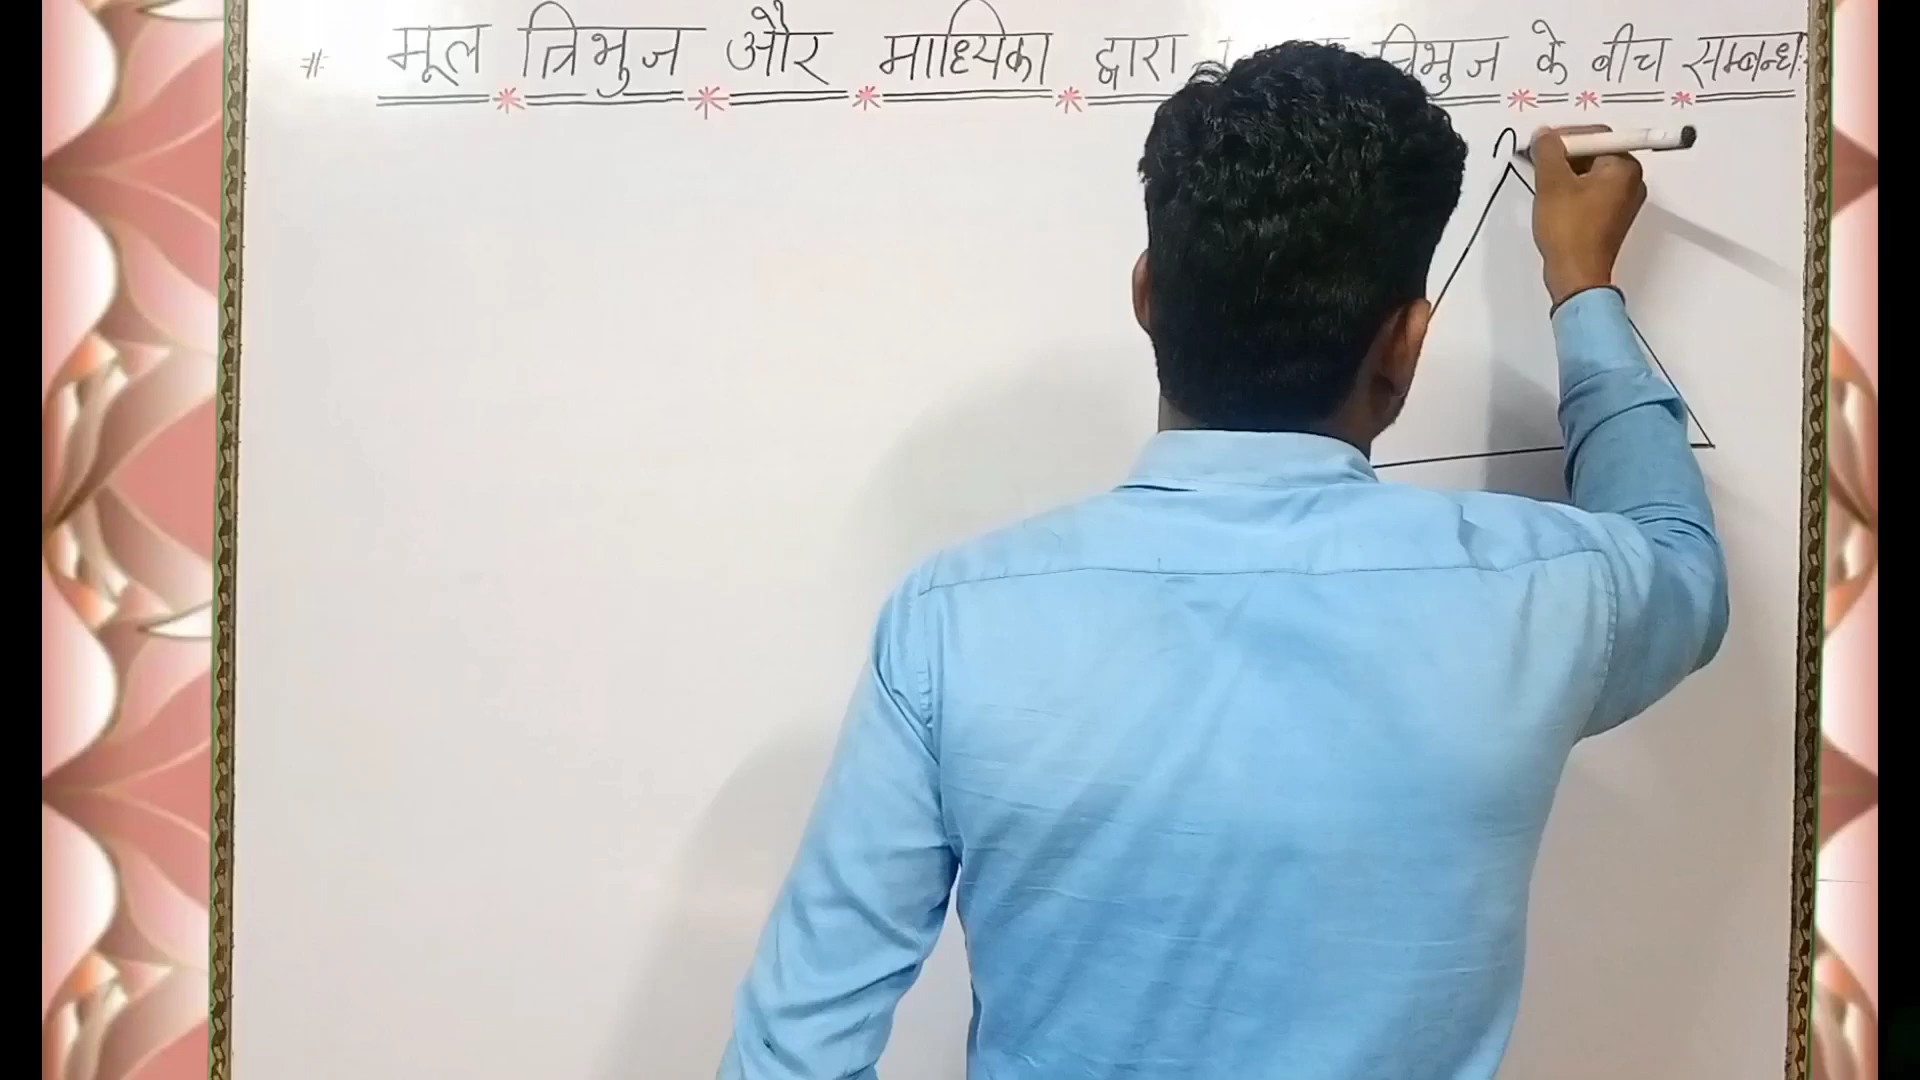 # मूल त्रिभुज और माध्यिका द्वारा त्रिभुज के बीच सम्बन्ध: